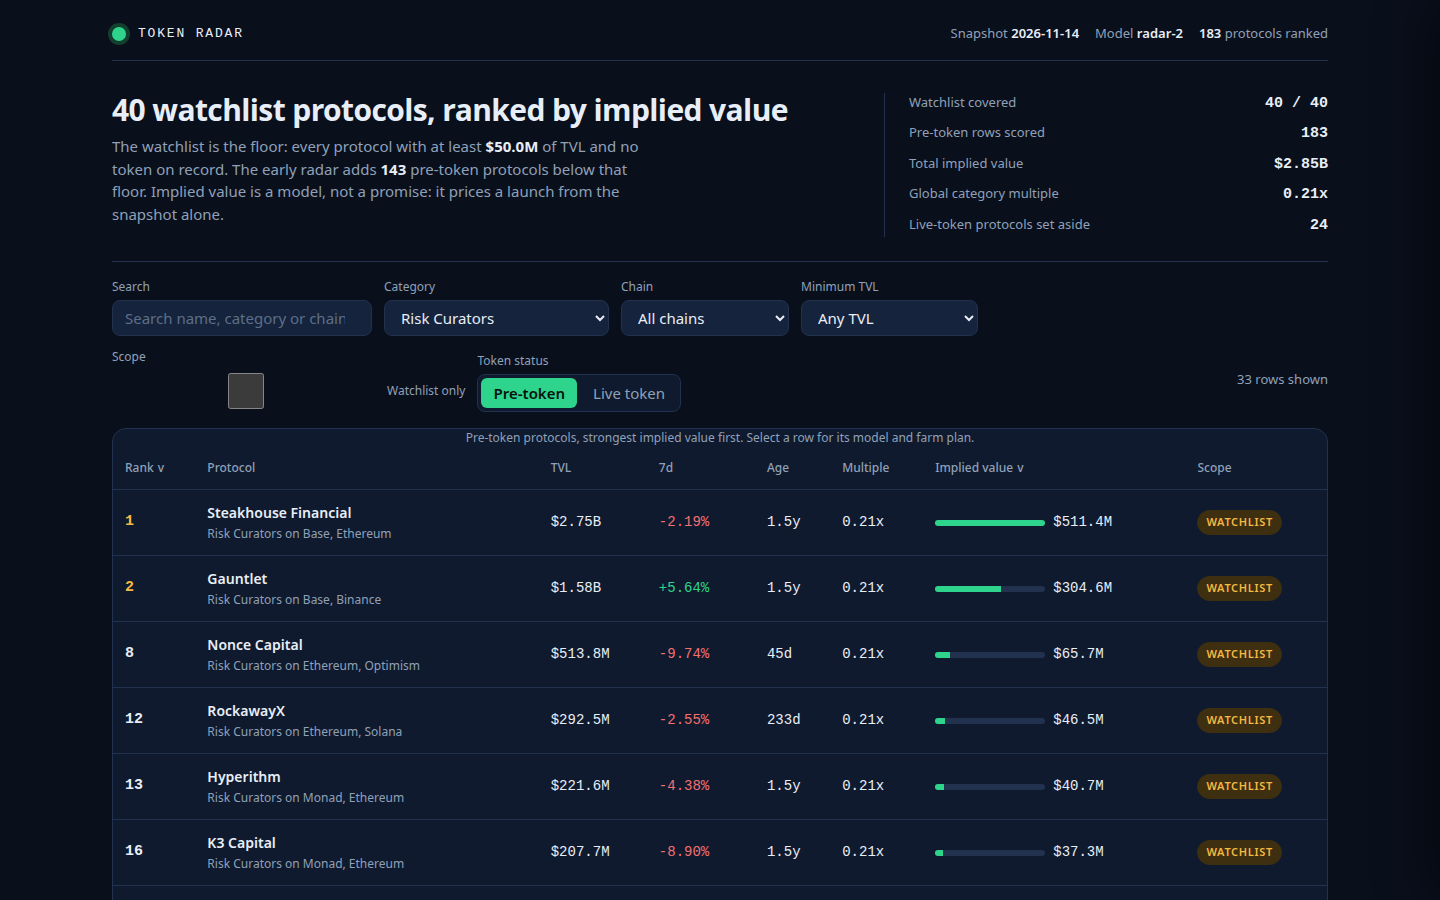 TOKEN RADAR
Snapshot 2026-11-14 Model radar-2 183 protocols ranked
40 watchlist protocols, ranked by implied value
The watchlist is the floor: every protocol with at least $50.0M of TVL and no
token on record. The early radar adds 143 pre-token protocols below that
floor. Implied value is a model, not a promise: it prices a launch from the
snapshot alone.
Watchlist covered 40 / 40
Pre-token rows scored 183
Total implied value $2.85B
Global category multiple 0.21x
Live-token protocols set aside 24
Search Category Chain Minimum TVL
Search name, category or chain Risk Curators All chains Any TVL
Scope Token status
Watchlist only Pre-token Live token 33 rows shown
Pre-token protocols, strongest implied value first. Select a row for its model and farm plan.
Rank v Protocol TVL 7d Age Multiple Implied value v Scope
1 Steakhouse Financial $2.75B -2.19% 1.5y 0.21x $511.4M WATCHLIST
Risk Curators on Base, Ethereum
2 Gauntlet $1.58B +5.64% 1.5y 0.21x $304.6M WATCHLIST
Risk Curators on Base, Binance
8 Nonce Capital $513.8M -9.74% 45d 0.21x $65.7M WATCHLIST
Risk Curators on Ethereum, Optimism
12 RockawayX $292.5M -2.55% 233d 0.21x $46.5M WATCHLIST
Risk Curators on Ethereum, Solana
13 Hyperithm $221.6M -4.38% 1.5y 0.21x $40.7M WATCHLIST
Risk Curators on Monad, Ethereum
16 K3 Capital $207.7M -8.90% 1.5y 0.21x $37.3M WATCHLIST
Risk Curators on Monad, Ethereum